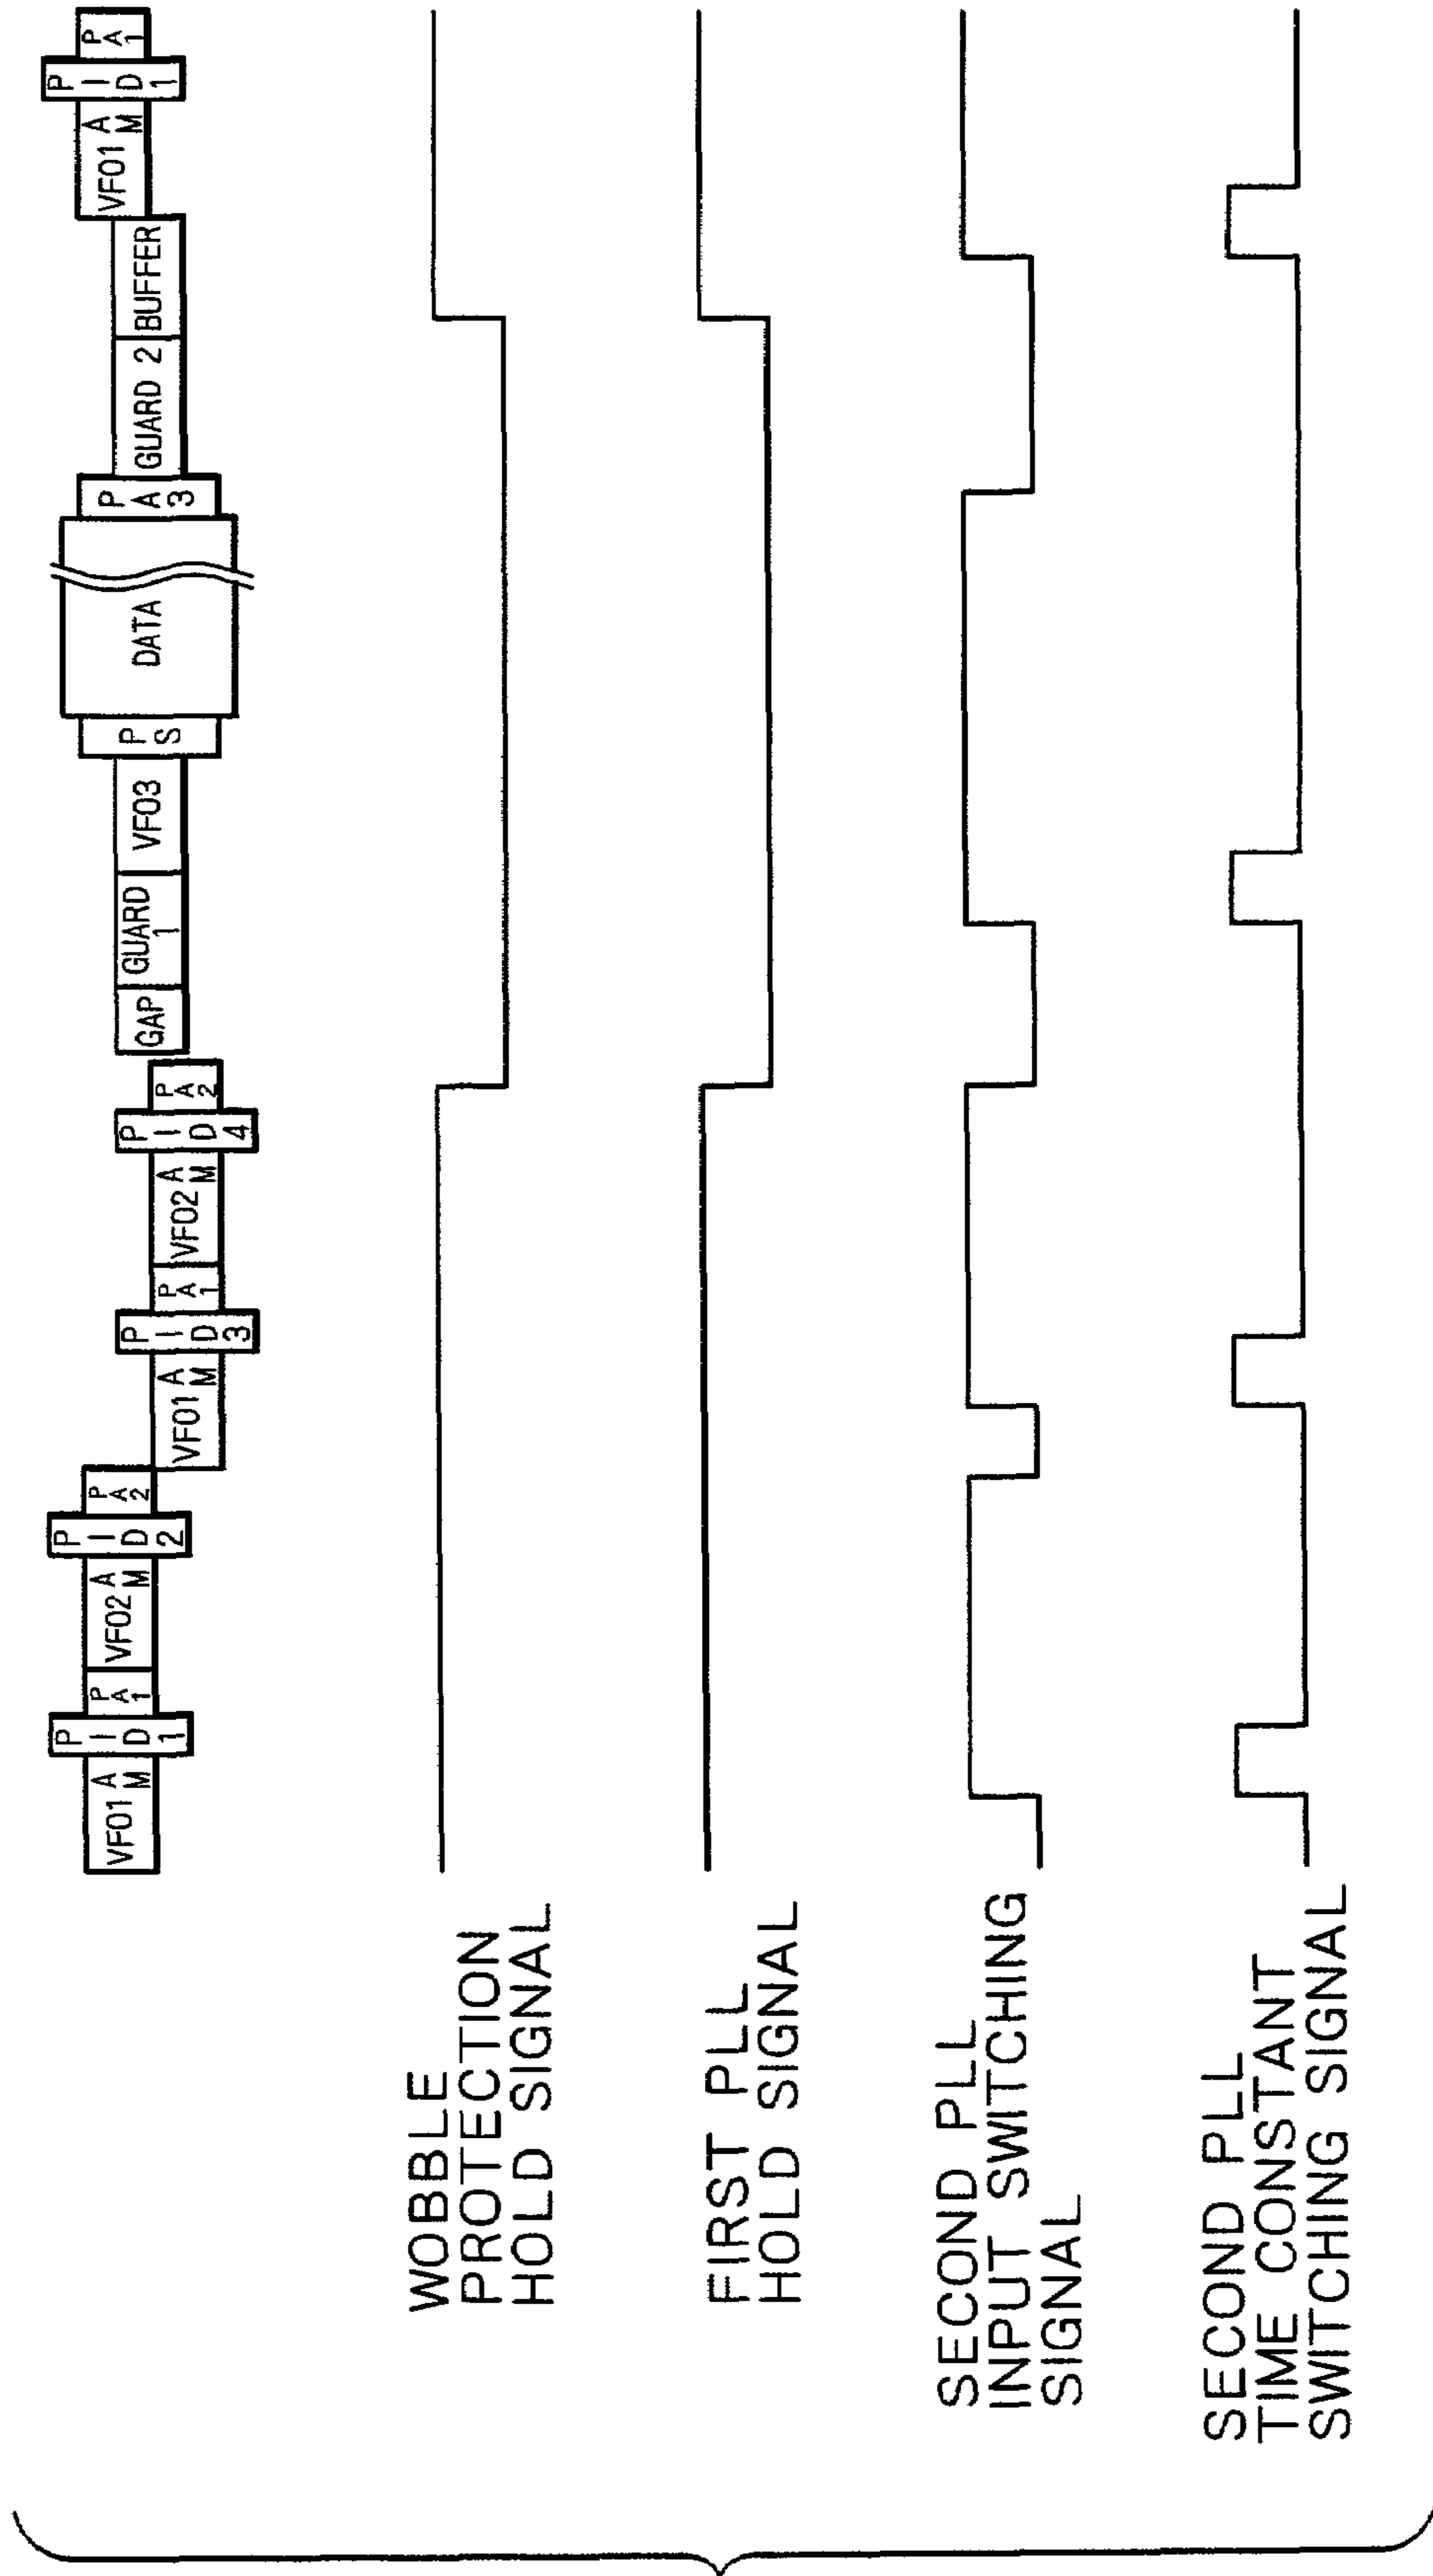 VFO1 AM
PID1
PA1
VFO2 AM
PID2
PA2
VFO1 AM
PID3
PA1
VFO2 AM
PID4
PA2
GAP
GUARD 1
VFO3
PS
DATA
PA3
GUARD 2
BUFFER
VFO1 AM
PID1
PA1
WOBBLE
PROTECTION
HOLD SIGNAL
FIRST PLL
HOLD SIGNAL
SECOND PLL
INPUT SWITCHING
SIGNAL
SECOND PLL
TIME CONSTANT
SWITCHING SIGNAL